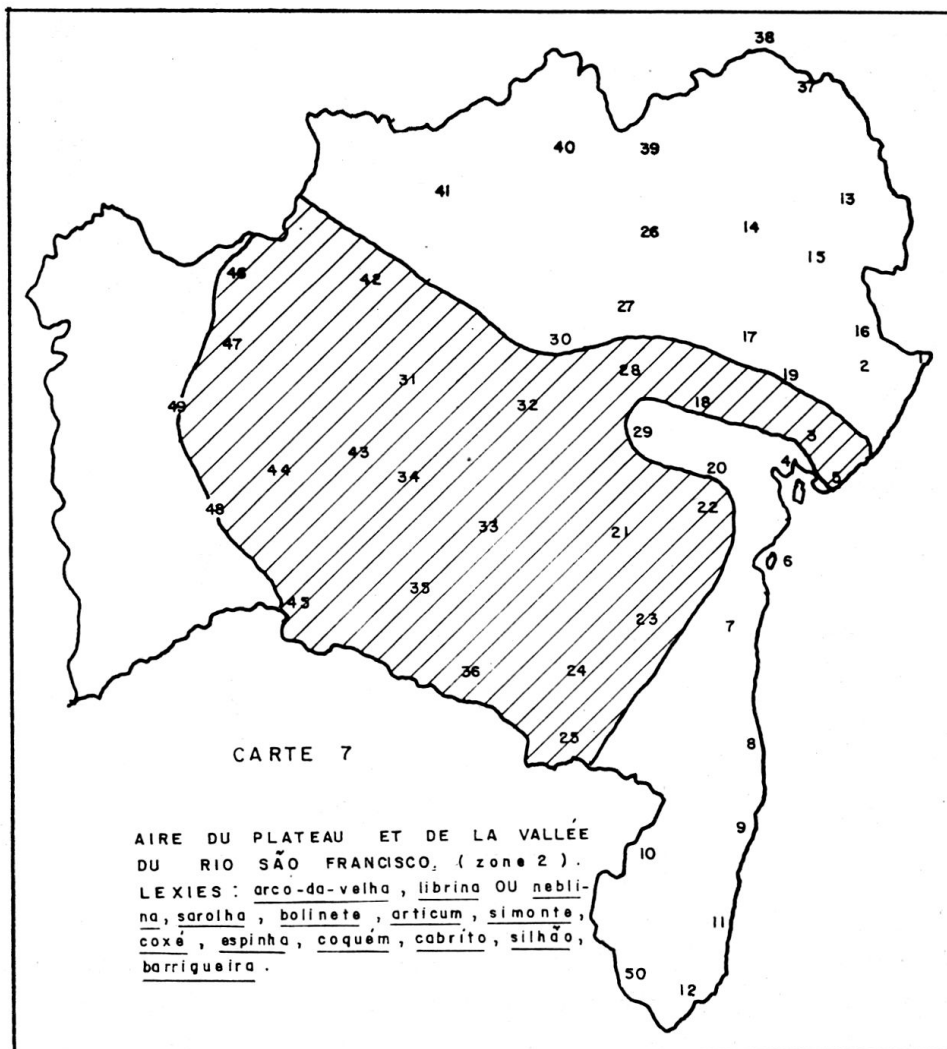 38
37
40 39
41
13
26 14
15
46 42
27
16
47 30 17
1
2
28 19
31
49 32 18
29 3
43 4
44 34 20 5
48 22
33 21
6
35
45 23 7
36 24
25 8
CARTE 7
9
AIRE DU PLATEAU ET DE LA VALLÉE
DU RIO SÃO FRANCISCO, (zone 2).
LEXIES : arco-da-velha, librina OU nebli-
na, sarolha, bolinete, articum, simonte,
coxé, espinha, coquém, cabrito, silhão,
barrigueira.
10
11
50
12